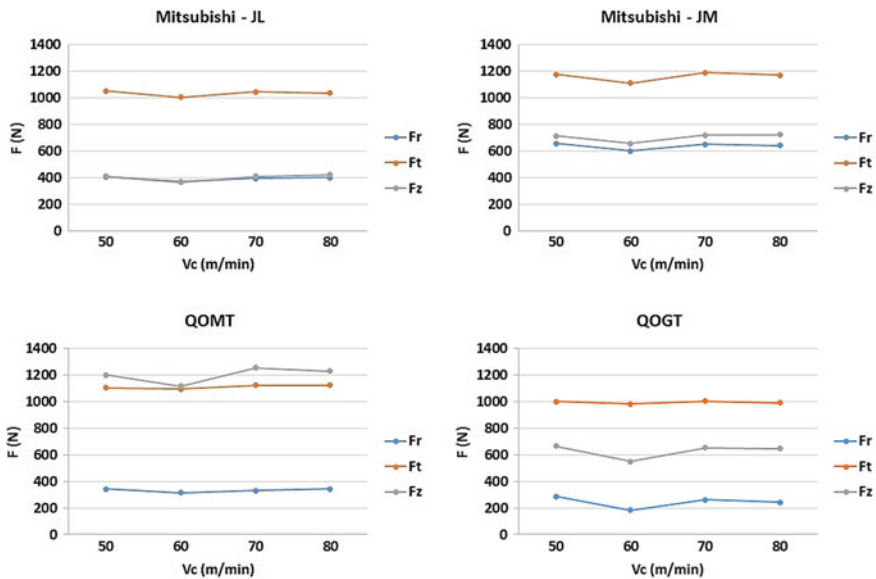 Mitsubishi - JL
1400
1200
1000
800
600
400
200
0
F (N)
50 60 70 80
Vc (m/min)
Fr
Ft
Fz
Mitsubishi - JM
1400
1200
1000
800
600
400
200
0
F (N)
50 60 70 80
Vc (m/min)
Fr
Ft
Fz
QOMT
1400
1200
1000
800
600
400
200
0
F (N)
50 60 70 80
Vc (m/min)
Fr
Ft
Fz
QOGT
1400
1200
1000
800
600
400
200
0
F (N)
50 60 70 80
Vc (m/min)
Fr
Ft
Fz